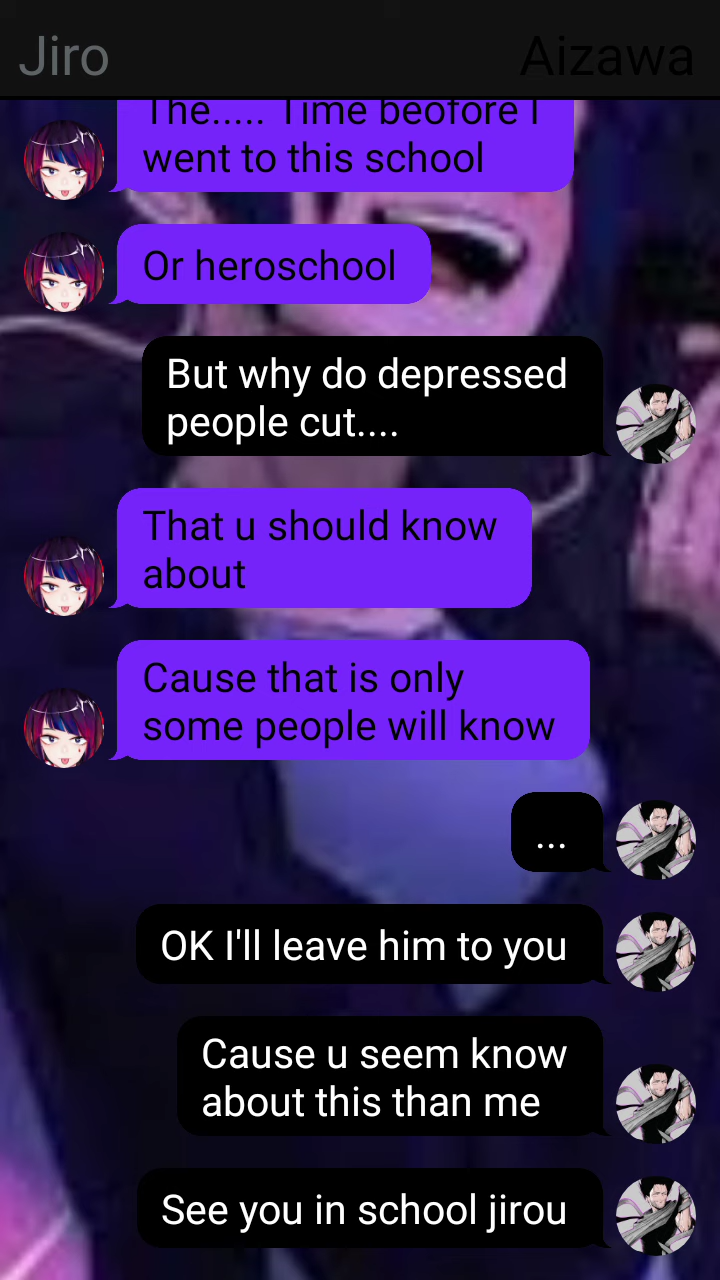 Jiro
Aizawa
The..... Time beofore I
went to this school
Or heroschool
But why do depressed
people cut....
That u should know
about
Cause that is only
some people will know
...
OK I'll leave him to you
Cause u seem know
about this than me
See you in school jirou